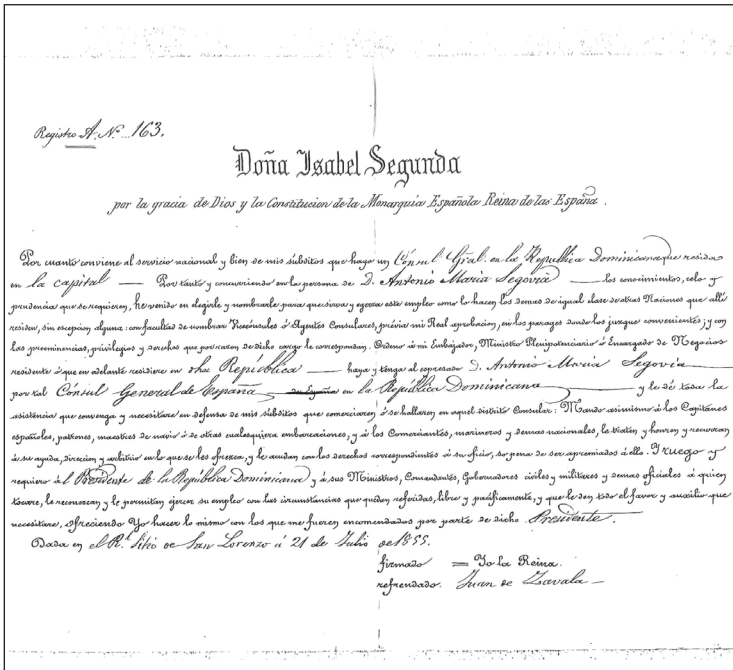 Registro A. Nº 163.
Doña Isabel Segunda
por la gracia de Dios y la Constitucion de la Monarquía Española Reina de las España .
Por cuanto conviene al servicio nacional y bien de mis súbditos que haya un Cónsul Gral. en la República Dominicana que resida
en la capital — Por tanto y concurriendo en la persona de D. Antonio Maria Segovia — los conocimientos, celo y
prudencia que se requieren, he venido en elegirle y nombrarle para que sirva y egerza este empleo como lo hacen los demas de igual clase de otras Naciones que allí
residen, sin escepcion alguna: con facultad de nombrar Vicecónsules ó Agentes Consulares, prévia mi Real aprobacion, en los parages donde los juzgue convenientes; y con
las preeminencias, privilegios y derechos que por razon de dicho cargo le correspondan. Ordeno á mi Embajador, Ministro Plenipotenciario ó Encargado de Negocios
residente ó que en adelante residiere en dha República — haya y tenga al espresado D. Antonio Maria Segovia
por tal Cónsul General de España — en España en la República Dominicana — y le dé toda la
asistencia que convenga y necesitare en defensa de mis súbditos que comerciaren ó se hallaren en aquel distrito Consular: Mando asimismo á los Capitanes
españoles, patrones, maestres de navio ó de otras cualesquiera embarcaciones, y á los Comerciantes, marineros y demas nacionales, le traten y honren y recurran
á su ayuda, direccion y arbitrio en lo que se les ofrezca, y le acudan con los derechos correspondientes á su oficio, so pena de ser apremiados á ello. Y ruego y
requiero á el Presidente de la República Dominicana y á sus Ministros, Comandantes, Gobernadores civiles y militares y demas oficiales á quien
tocare, le reconozcan y le permitan ejercer su empleo con las circunstancias que quedan referidas, libre y pacíficamente, y que le den todo el favor y auxilio que
necesitare, ofreciendo Yo hacer lo mismo con los que me fueren encomendados por parte de dicho Presidente.
Dada en el Rl. Sitio de San Lorenzo á 21 de Julio de 1855.
firmado = Yo la Reina.
refrendado. Juan de Zavala —